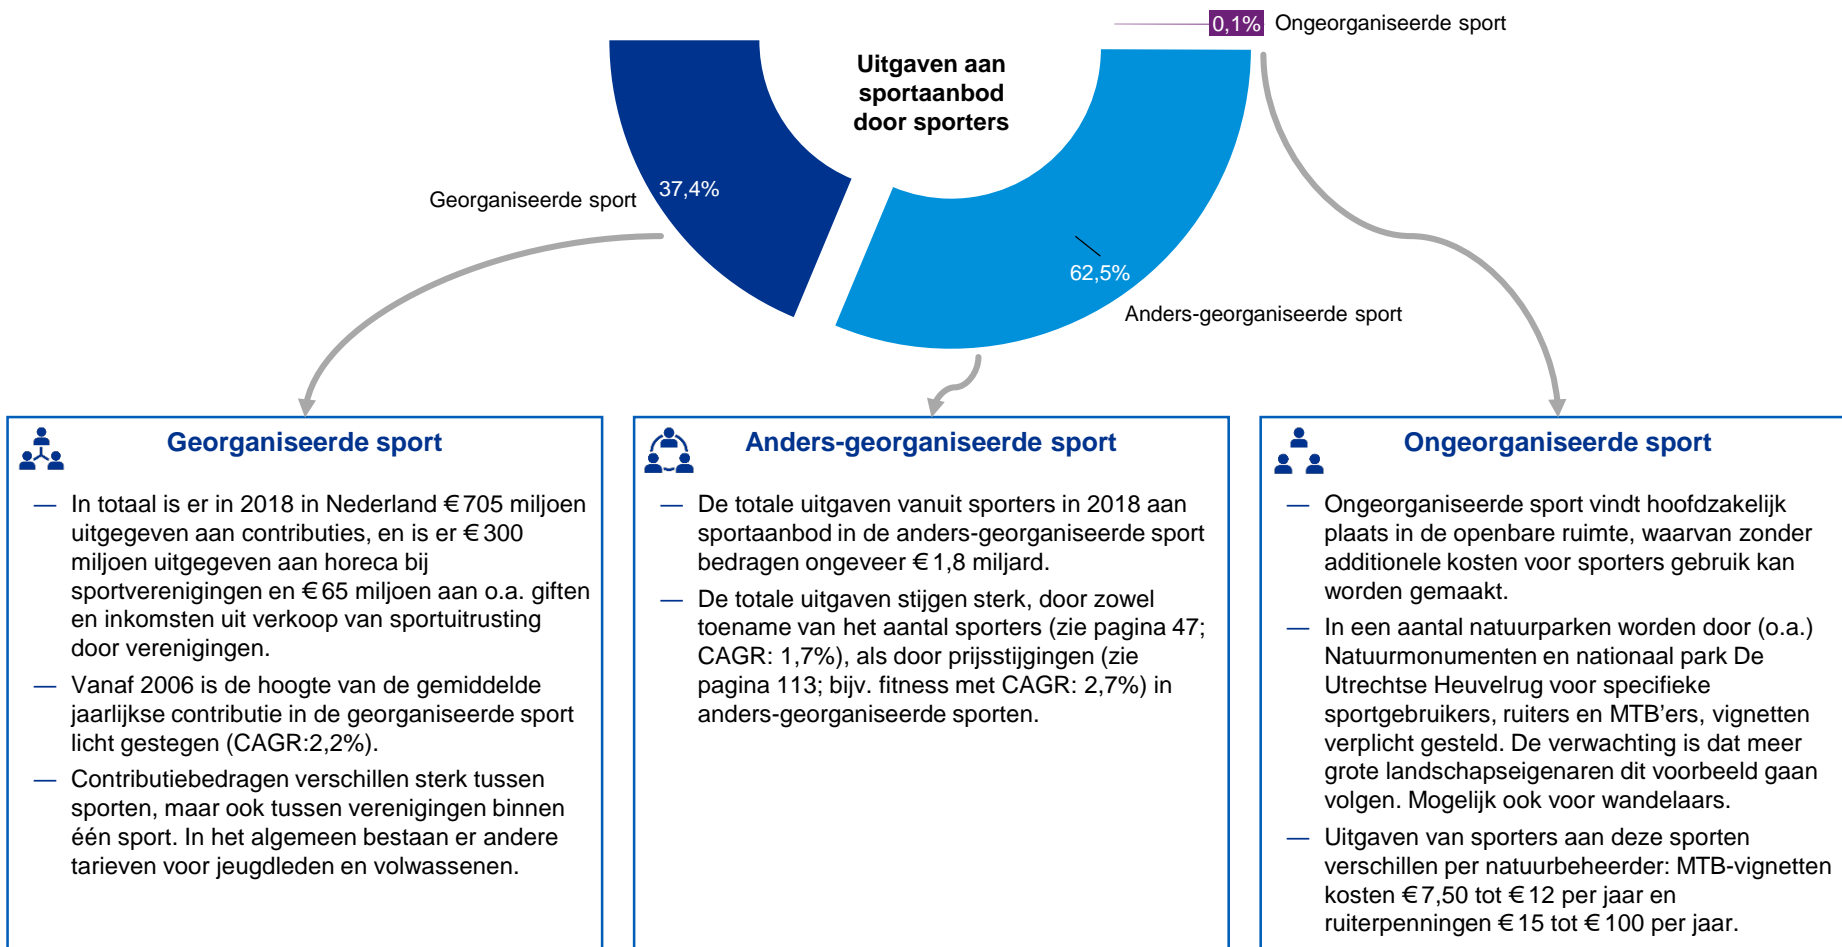 0,1% Ongeorganiseerde sport
Uitgaven aan
sportaanbod
door sporters
37,4%
Georganiseerde sport
62,5%
Anders-georganiseerde sport
Georganiseerde sport
— In totaal is er in 2018 in Nederland € 705 miljoen
uitgegeven aan contributies, en is er € 300
miljoen uitgegeven aan horeca bij
sportverenigingen en € 65 miljoen aan o.a. giften
en inkomsten uit verkoop van sportuitrusting
door verenigingen.
— Vanaf 2006 is de hoogte van de gemiddelde
jaarlijkse contributie in de georganiseerde sport
licht gestegen (CAGR:2,2%).
— Contributiebedragen verschillen sterk tussen
sporten, maar ook tussen verenigingen binnen
één sport. In het algemeen bestaan er andere
tarieven voor jeugdleden en volwassenen.
Anders-georganiseerde sport
— De totale uitgaven vanuit sporters in 2018 aan
sportaanbod in de anders-georganiseerde sport
bedragen ongeveer € 1,8 miljard.
— De totale uitgaven stijgen sterk, door zowel
toename van het aantal sporters (zie pagina 47;
CAGR: 1,7%), als door prijsstijgingen (zie
pagina 113; bijv. fitness met CAGR: 2,7%) in
anders-georganiseerde sporten.
Ongeorganiseerde sport
— Ongeorganiseerde sport vindt hoofdzakelijk
plaats in de openbare ruimte, waarvan zonder
additionele kosten voor sporters gebruik kan
worden gemaakt.
— In een aantal natuurparken worden door (o.a.)
Natuurmonumenten en nationaal park De
Utrechtse Heuvelrug voor specifieke
sportgebruikers, ruiters en MTB'ers, vignetten
verplicht gesteld. De verwachting is dat meer
grote landschapseigenaren dit voorbeeld gaan
volgen. Mogelijk ook voor wandelaars.
— Uitgaven van sporters aan deze sporten
verschillen per natuurbeheerder: MTB-vignetten
kosten € 7,50 tot € 12 per jaar en
ruiterpenningen € 15 tot € 100 per jaar.